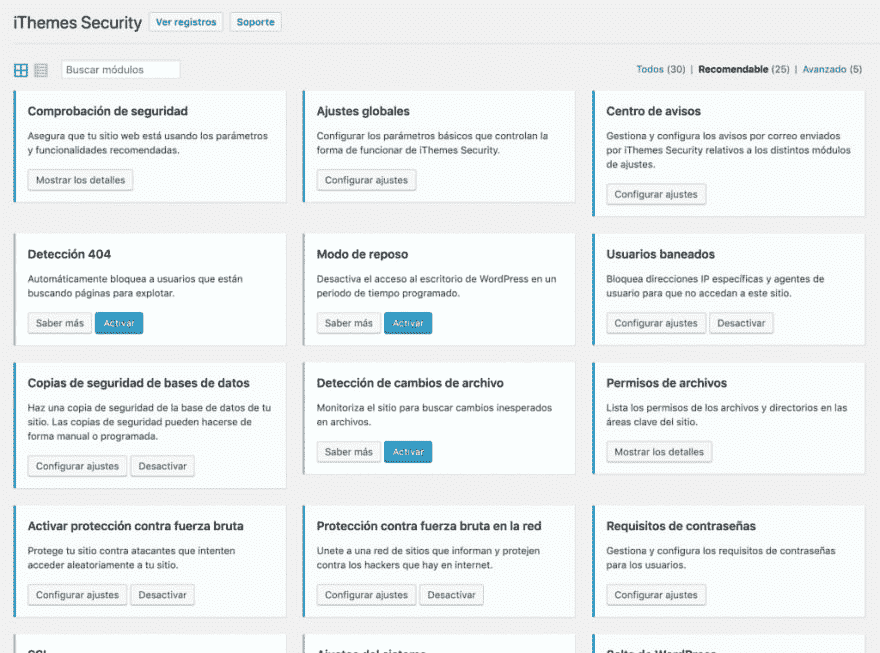 iThemes Security Ver registros Soporte
Buscar módulos Todos (30) | Recomendable (25) | Avanzado (5)
Comprobación de seguridad
Asegura que tu sitio web está usando los parámetros
y funcionalidades recomendadas.
Mostrar los detalles
Ajustes globales
Configurar los parámetros básicos que controlan la
forma de funcionar de iThemes Security.
Configurar ajustes
Centro de avisos
Gestiona y configura los avisos por correo enviados
por iThemes Security relativos a los distintos módulos
de ajustes.
Configurar ajustes
Detección 404
Automáticamente bloquea a usuarios que están
buscando páginas para explotar.
Saber más Activar
Modo de reposo
Desactiva el acceso al escritorio de WordPress en un
periodo de tiempo programado.
Saber más Activar
Usuarios baneados
Bloquea direcciones IP específicas y agentes de
usuario para que no accedan a este sitio.
Configurar ajustes Desactivar
Copias de seguridad de bases de datos
Haz una copia de seguridad de la base de datos de tu
sitio. Las copias de seguridad pueden hacerse de
forma manual o programada.
Configurar ajustes Desactivar
Detección de cambios de archivo
Monitoriza el sitio para buscar cambios inesperados
en archivos.
Saber más Activar
Permisos de archivos
Lista los permisos de los archivos y directorios en las
áreas clave del sitio.
Mostrar los detalles
Activar protección contra fuerza bruta
Protege tu sitio contra atacantes que intenten
acceder aleatoriamente a tu sitio.
Configurar ajustes Desactivar
Protección contra fuerza bruta en la red
Unete a una red de sitios que informan y protejen
contra los hackers que hay en internet.
Configurar ajustes Desactivar
Requisitos de contraseñas
Gestiona y configura los requisitos de contraseñas
para los usuarios.
Configurar ajustes